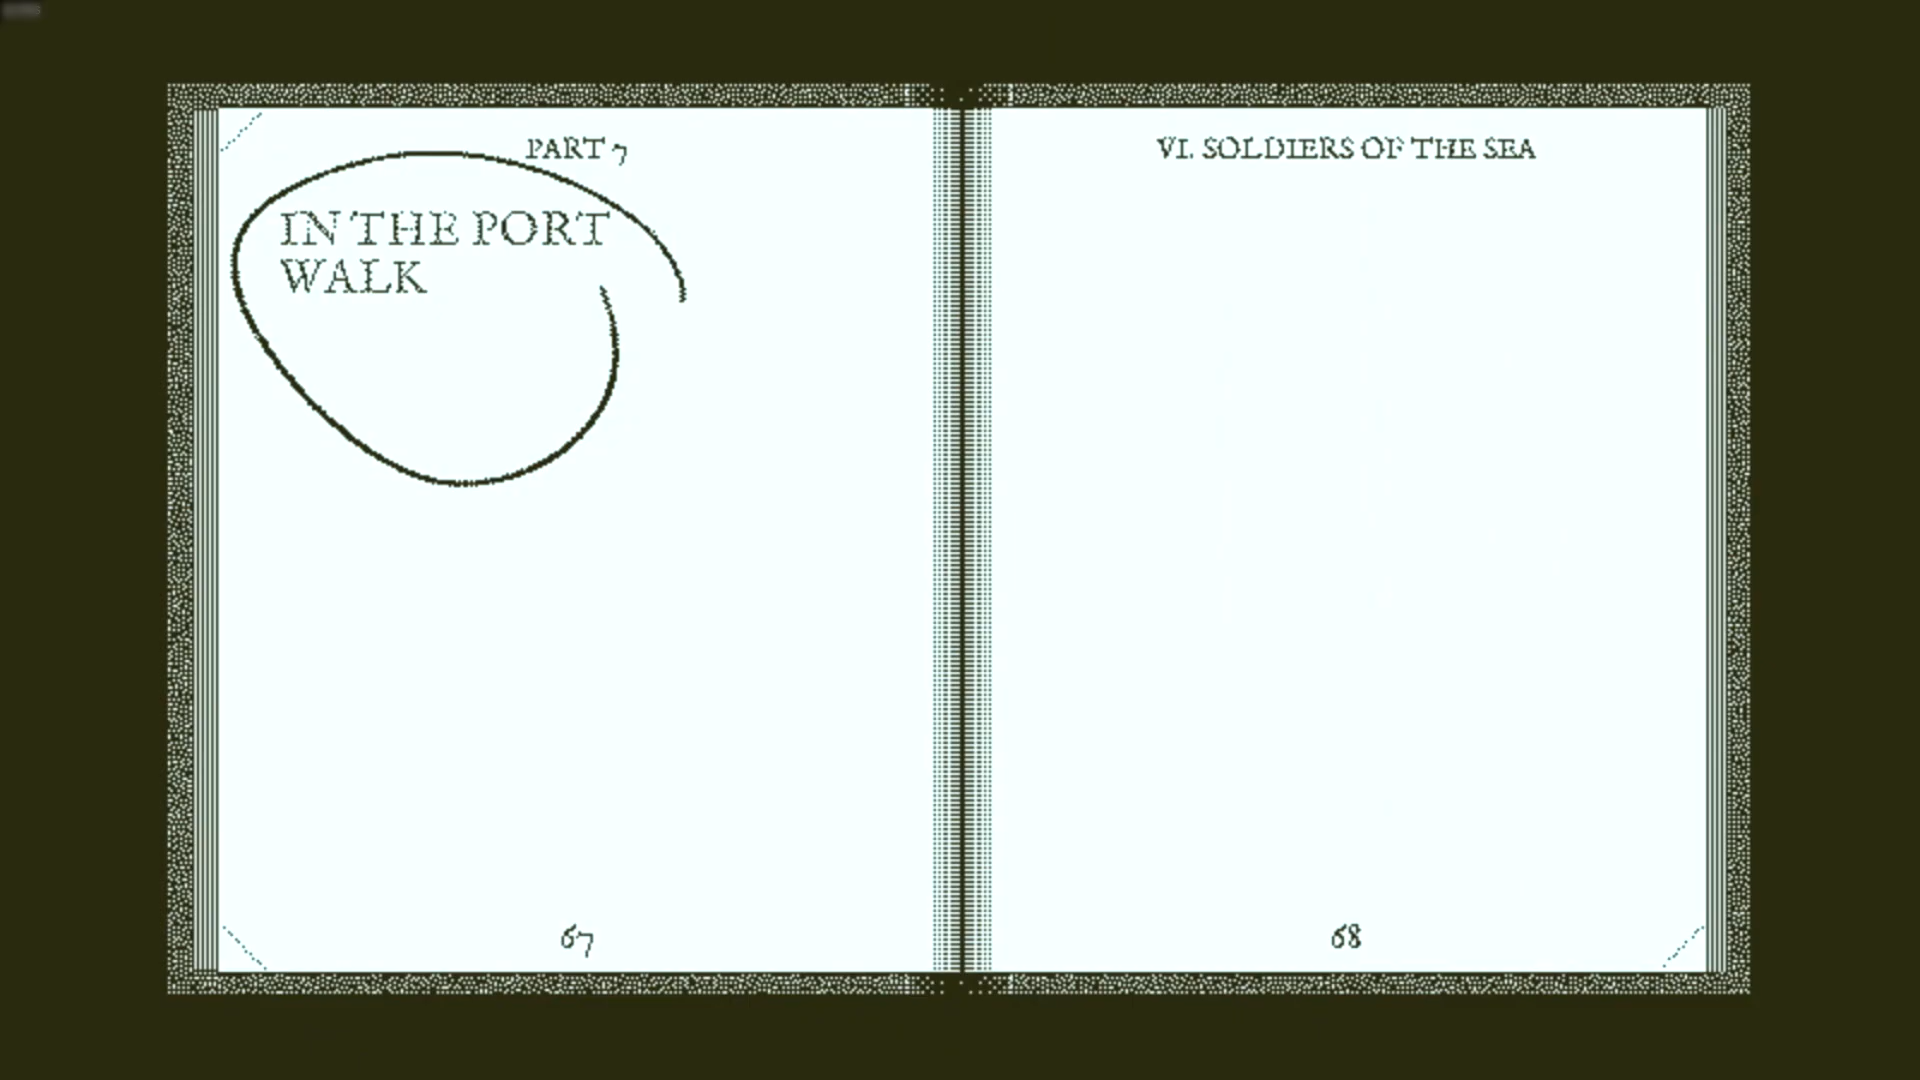 PART 7
IN THE PORT
WALK
67
VI. SOLDIERS OF THE SEA
68